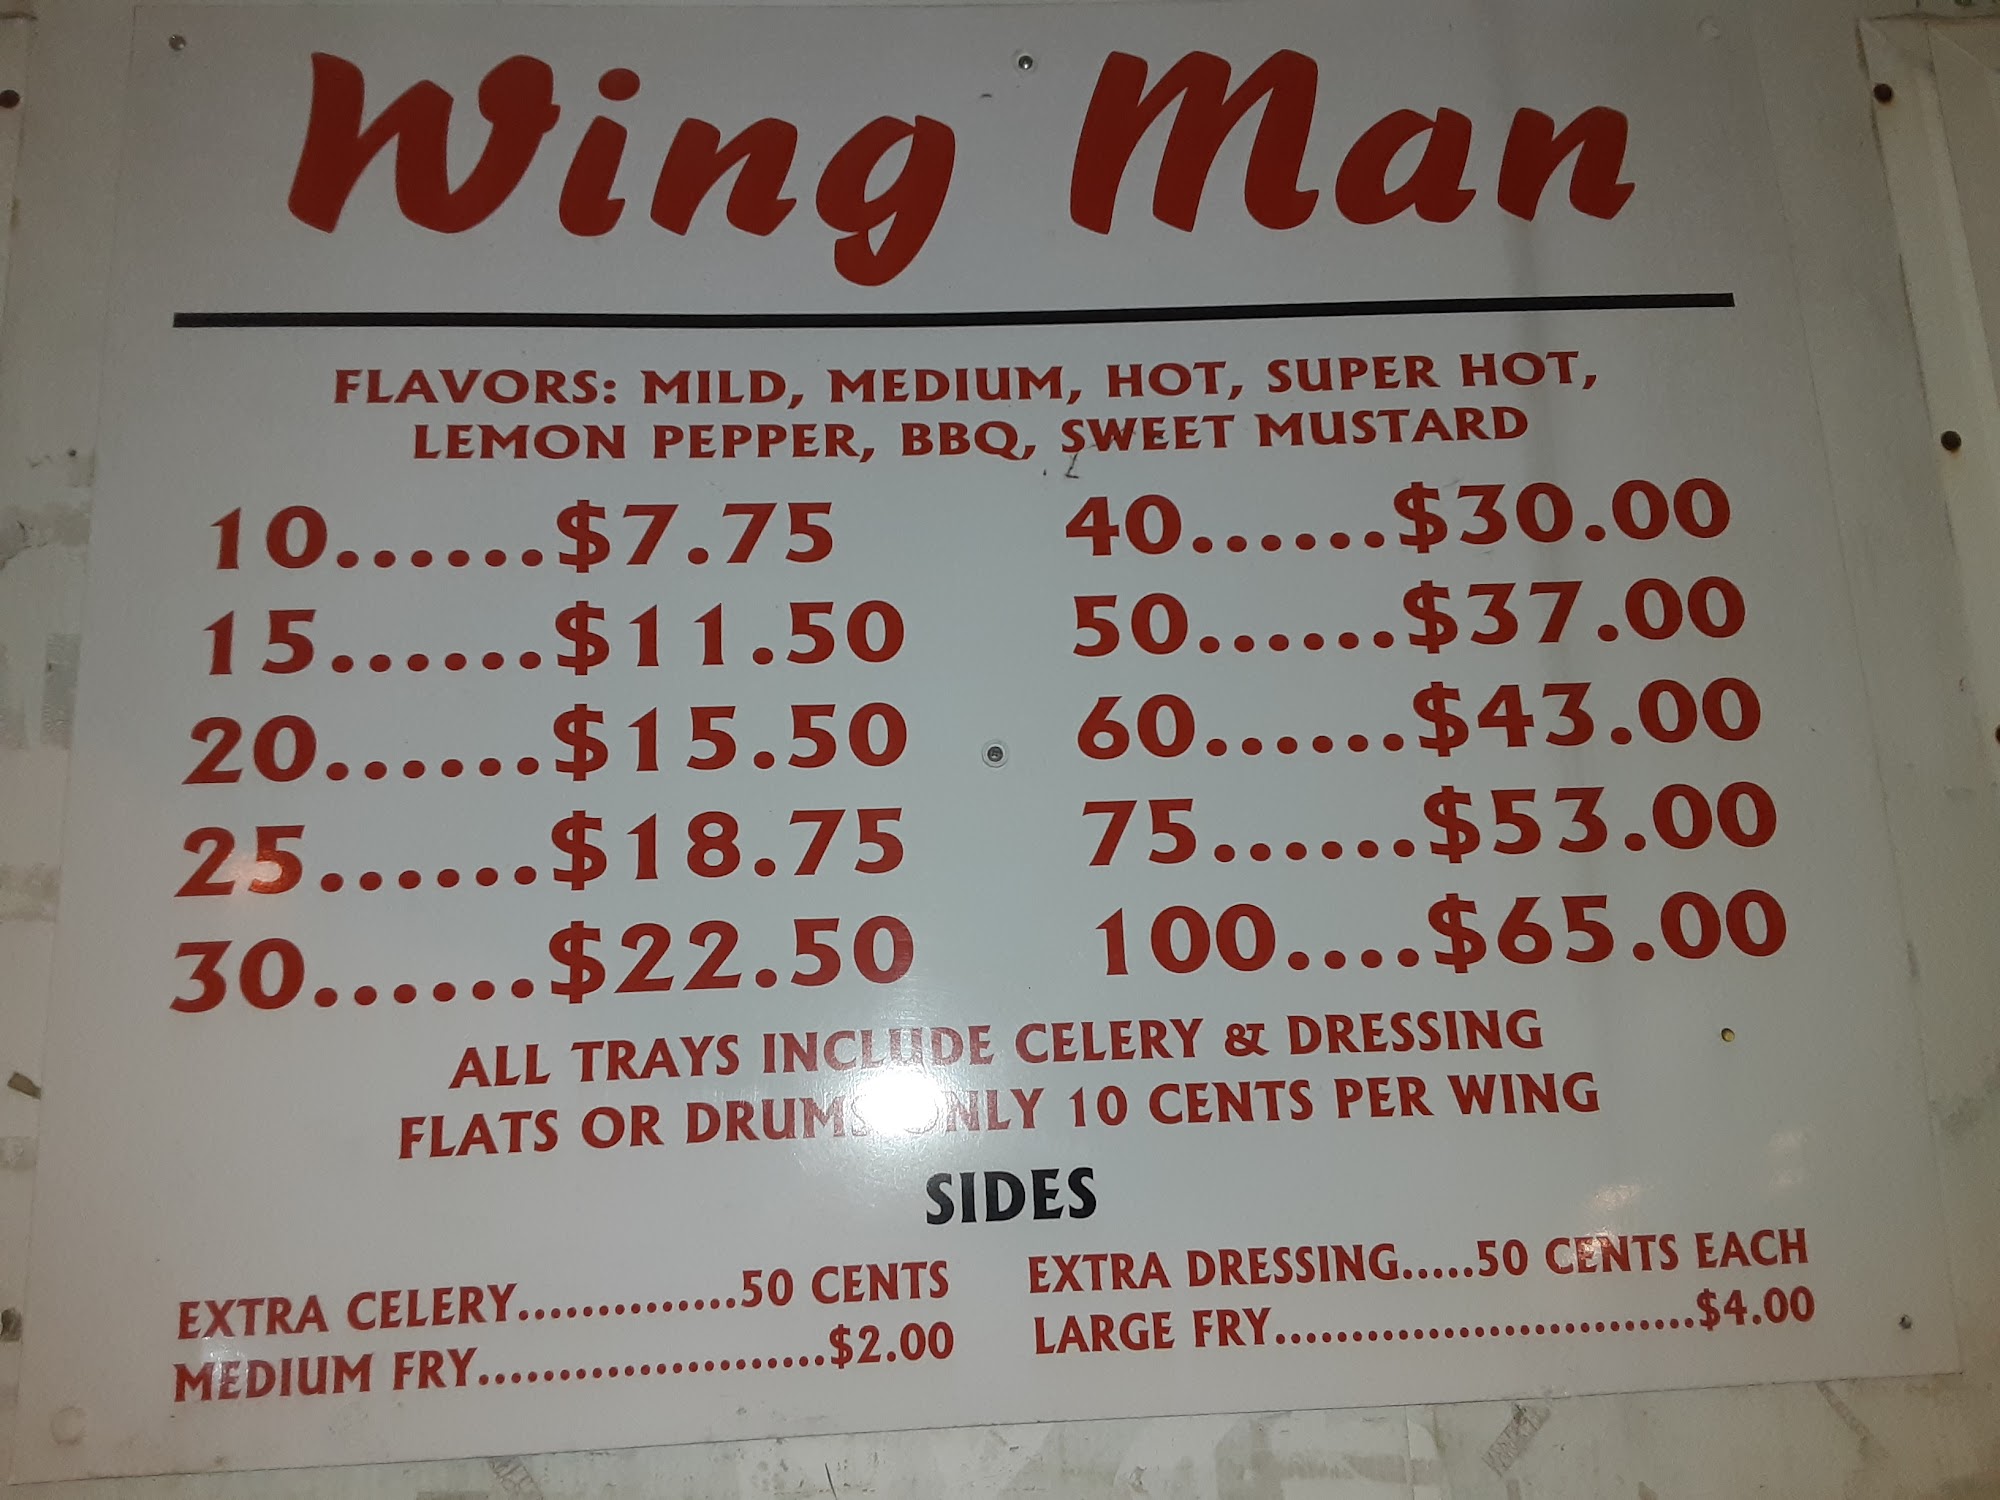 Wing Man
FLAVORS: MILD, MEDIUM, HOT, SUPER HOT,
LEMON PEPPER, BBQ, SWEET MUSTARD
10......$7.75
15......$11.50
20......$15.50
25......$18.75
30......$22.50
40......$30.00
50......$37.00
60......$43.00
75......$53.00
100....$65.00
ALL TRAYS INCLUDE CELERY & DRESSING
FLATS OR DRUMS ONLY 10 CENTS PER WING
SIDES
EXTRA CELERY..............50 CENTS
MEDIUM FRY......................$2.00
EXTRA DRESSING.....50 CENTS EACH
LARGE FRY............................$4.00